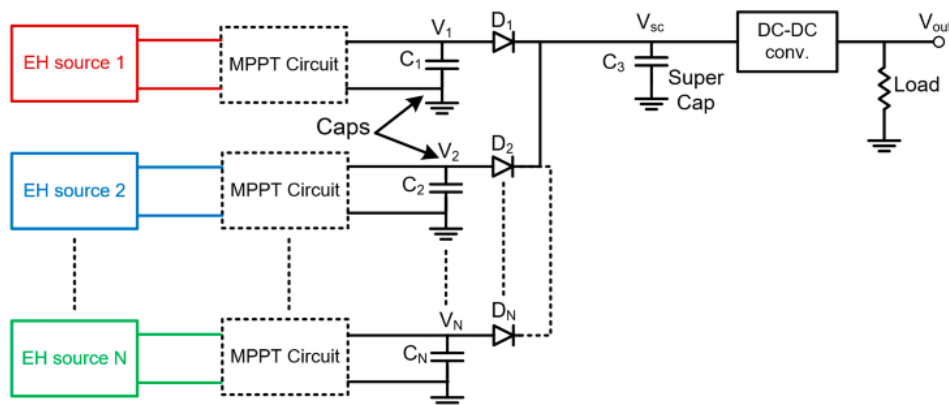 EH source 1
MPPT Circuit
V1
D1
C1
Caps
Vsc
C3
Super
Cap
DC-DC
conv.
Vout
Load
EH source 2
MPPT Circuit
V2
D2
C2
EH source N
MPPT Circuit
VN
DN
CN